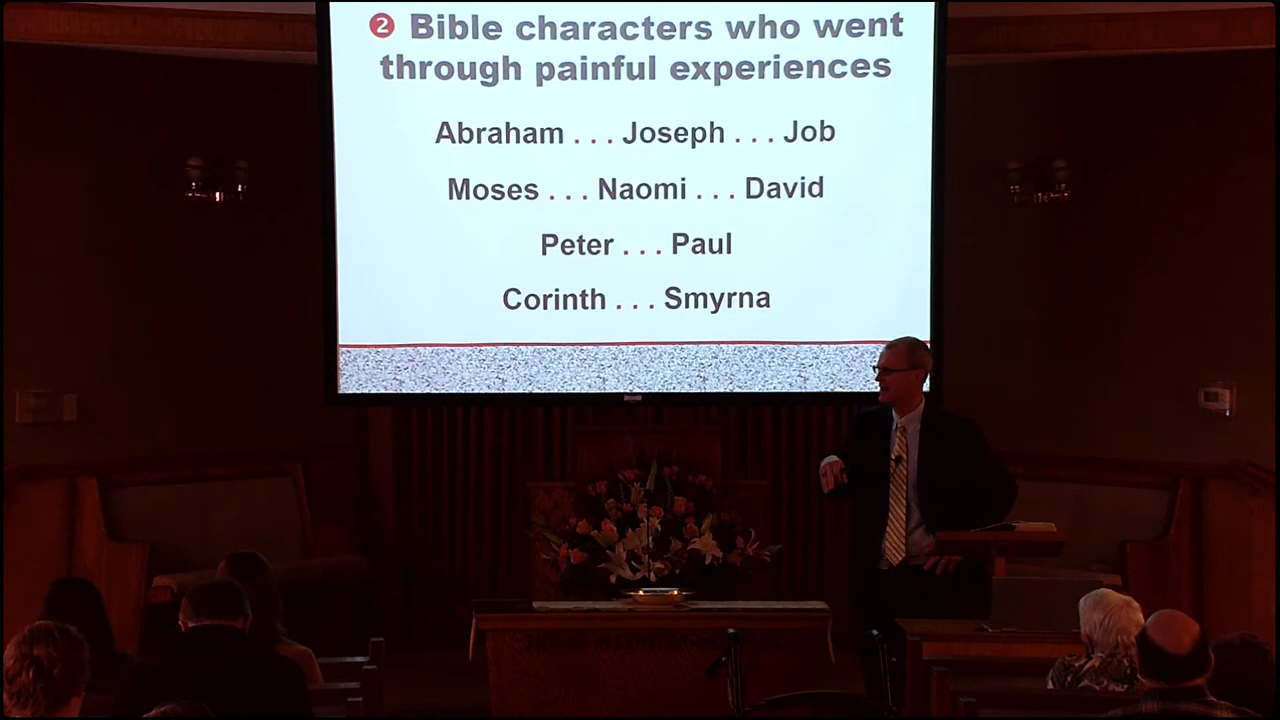 ❷ Bible characters who went
through painful experiences
Abraham . . . Joseph . . . Job
Moses . . . Naomi . . . David
Peter . . . Paul
Corinth . . . Smyrna